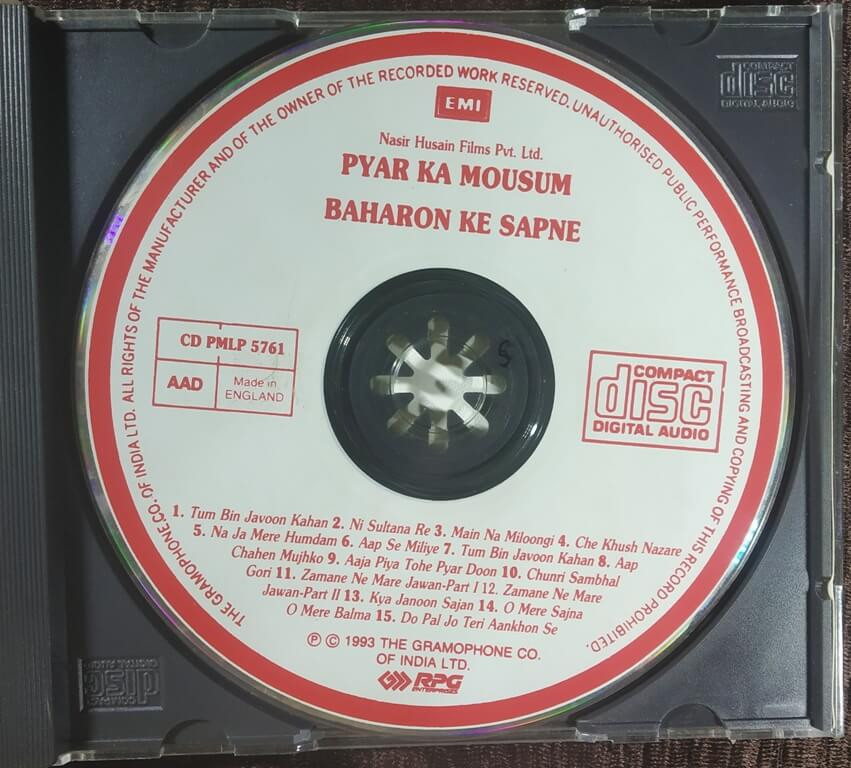 THE GRAMOPHONE CO. OF INDIA LTD. ALL RIGHTS OF THE MANUFACTURER AND OF THE OWNER OF THE RECORDED WORK RESERVED. UNAUTHORISED PUBLIC PERFORMANCE BROADCASTING AND COPYING OF THIS RECORD PROHIBITED.
EMI
Nasir Husain Films Pvt. Ltd.
PYAR KA MOUSUM
BAHARON KE SAPNE
CD PMLP 5761
AAD
Made in
ENGLAND
COMPACT
disc
DIGITAL AUDIO
1. Tum Bin Javoon Kahan 2. Ni Sultana Re 3. Main Na Miloongi 4. Che Khush Nazare
5. Na Ja Mere Humdam 6. Aap Se Miliye 7. Tum Bin Javoon Kahan 8. Aap
Chahen Mujhko 9. Aaja Piya Tohe Pyar Doon 10. Chunri Sambhal
Gori 11. Zamane Ne Mare Jawan-Part I 12. Zamane Ne Mare
Jawan-Part II 13. Kya Janoon Sajan 14. O Mere Sajna
O Mere Balma 15. Do Pal Jo Teri Aankhon Se
Ⓟ © 1993 THE GRAMOPHONE CO.
OF INDIA LTD.
RPG
ENTERPRISES
COMPACT
disc
DIGITAL AUDIO
COMPACT
disc
DIGITAL AUDIO